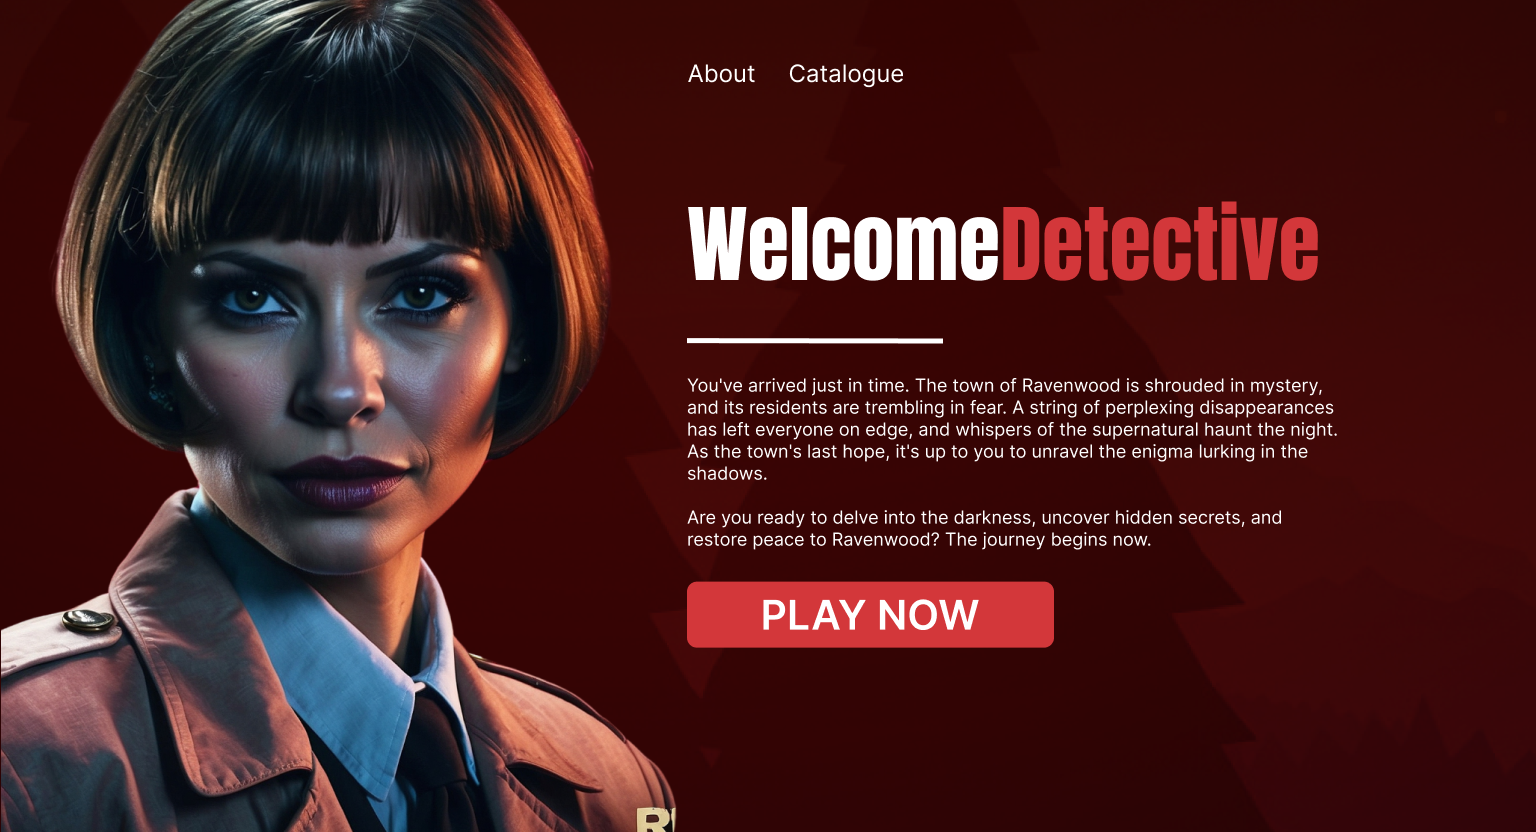 About Catalogue
WelcomeDetective
You've arrived just in time. The town of Ravenwood is shrouded in mystery,
and its residents are trembling in fear. A string of perplexing disappearances
has left everyone on edge, and whispers of the supernatural haunt the night.
As the town's last hope, it's up to you to unravel the enigma lurking in the
shadows.
Are you ready to delve into the darkness, uncover hidden secrets, and
restore peace to Ravenwood? The journey begins now.
PLAY NOW